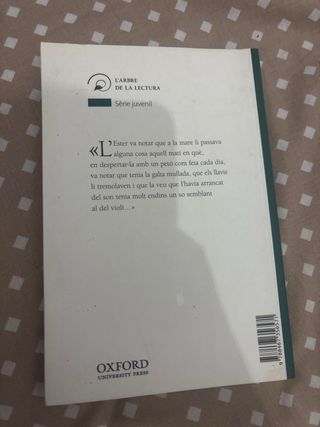 L'ARBRE
DE LA LECTURA
Sèrie juvenil
«L'Ester va notar que a la mare li passava
alguna cosa aquell matí en què,
en despertar-la amb un petó com feia cada dia,
va notar que tenia la galta mullada, que els llavis
li tremolaven i que la veu que l'havia arrancat
del son tenia molt endins un so semblant
al del violí...»
OXFORD
UNIVERSITY PRESS